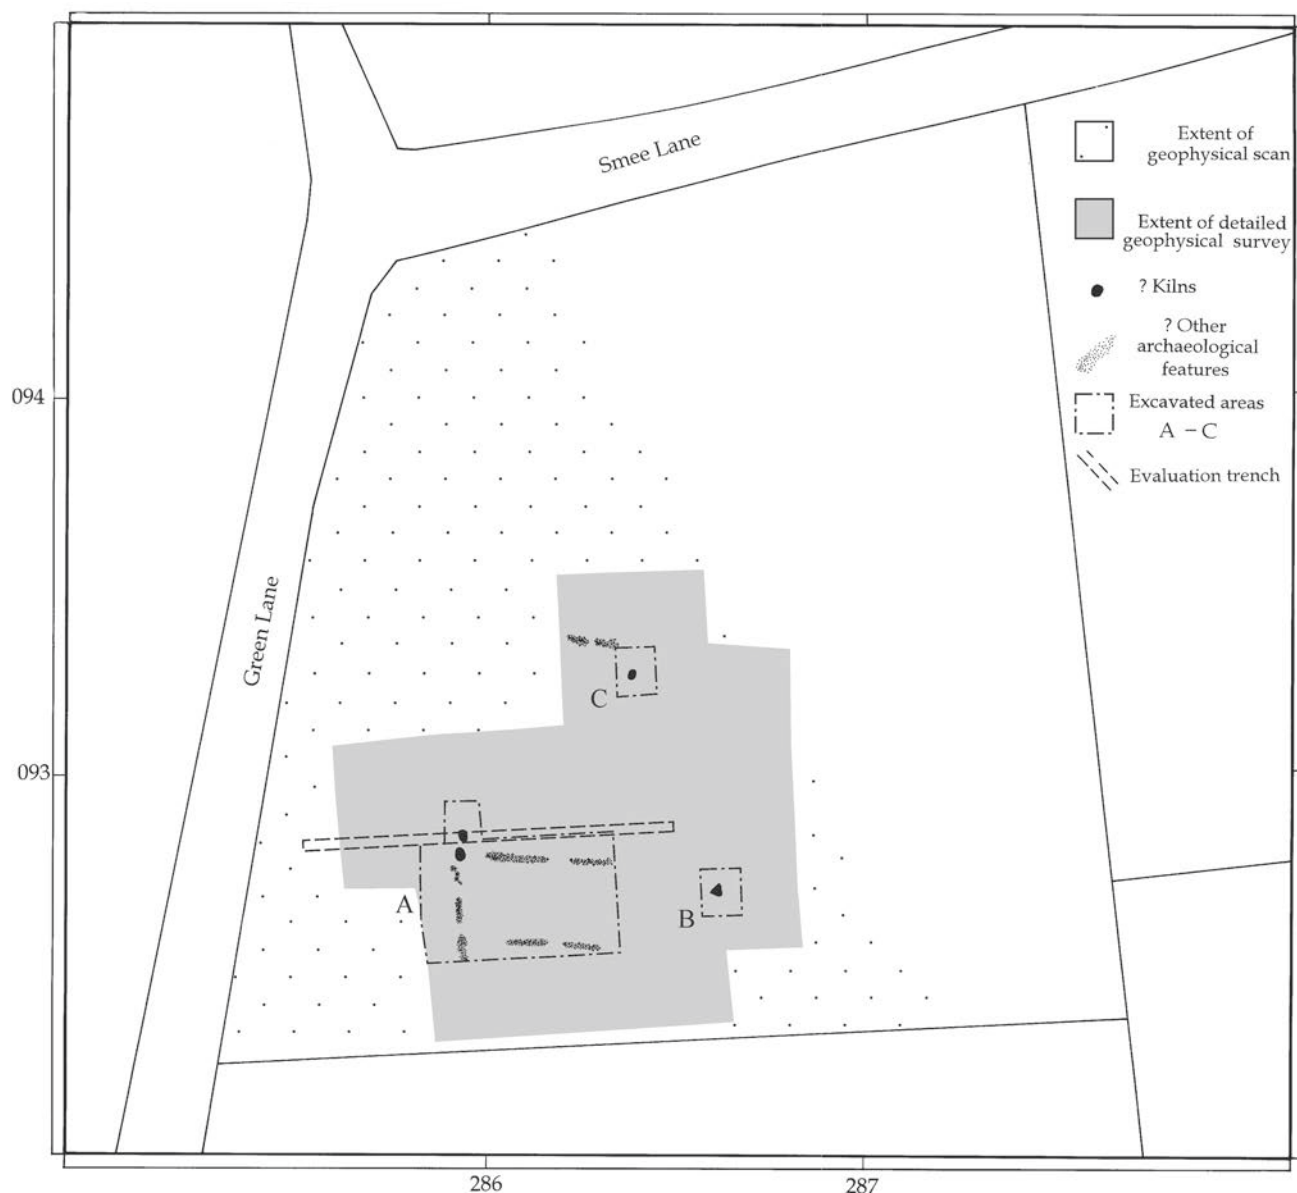 Smee Lane
Extent of
geophysical scan
Extent of detailed
geophysical survey
? Kilns
? Other
archaeological
features
Excavated areas
A – C
Evaluation trench
094
Green Lane
C
093
A
B
286
287